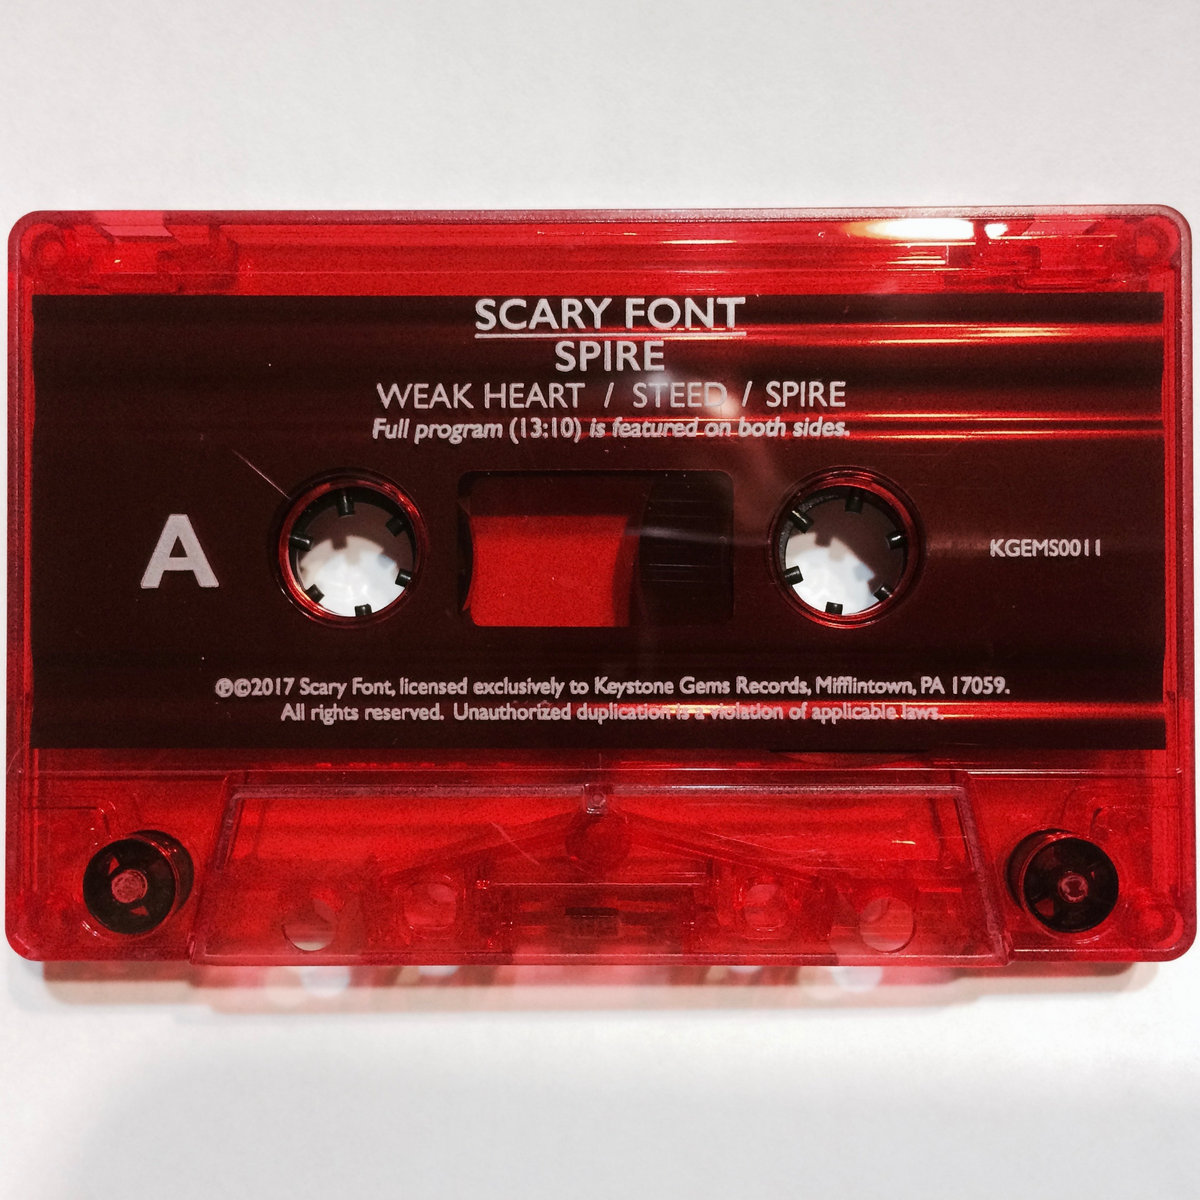 SCARY FONT
SPIRE
WEAK HEART / STEED / SPIRE
Full program (13:10) is featured on both sides.
A
KGEMS0011
℗©2017 Scary Font, licensed exclusively to Keystone Gems Records, Mifflintown, PA 17059.
All rights reserved. Unauthorized duplication is a violation of applicable laws.